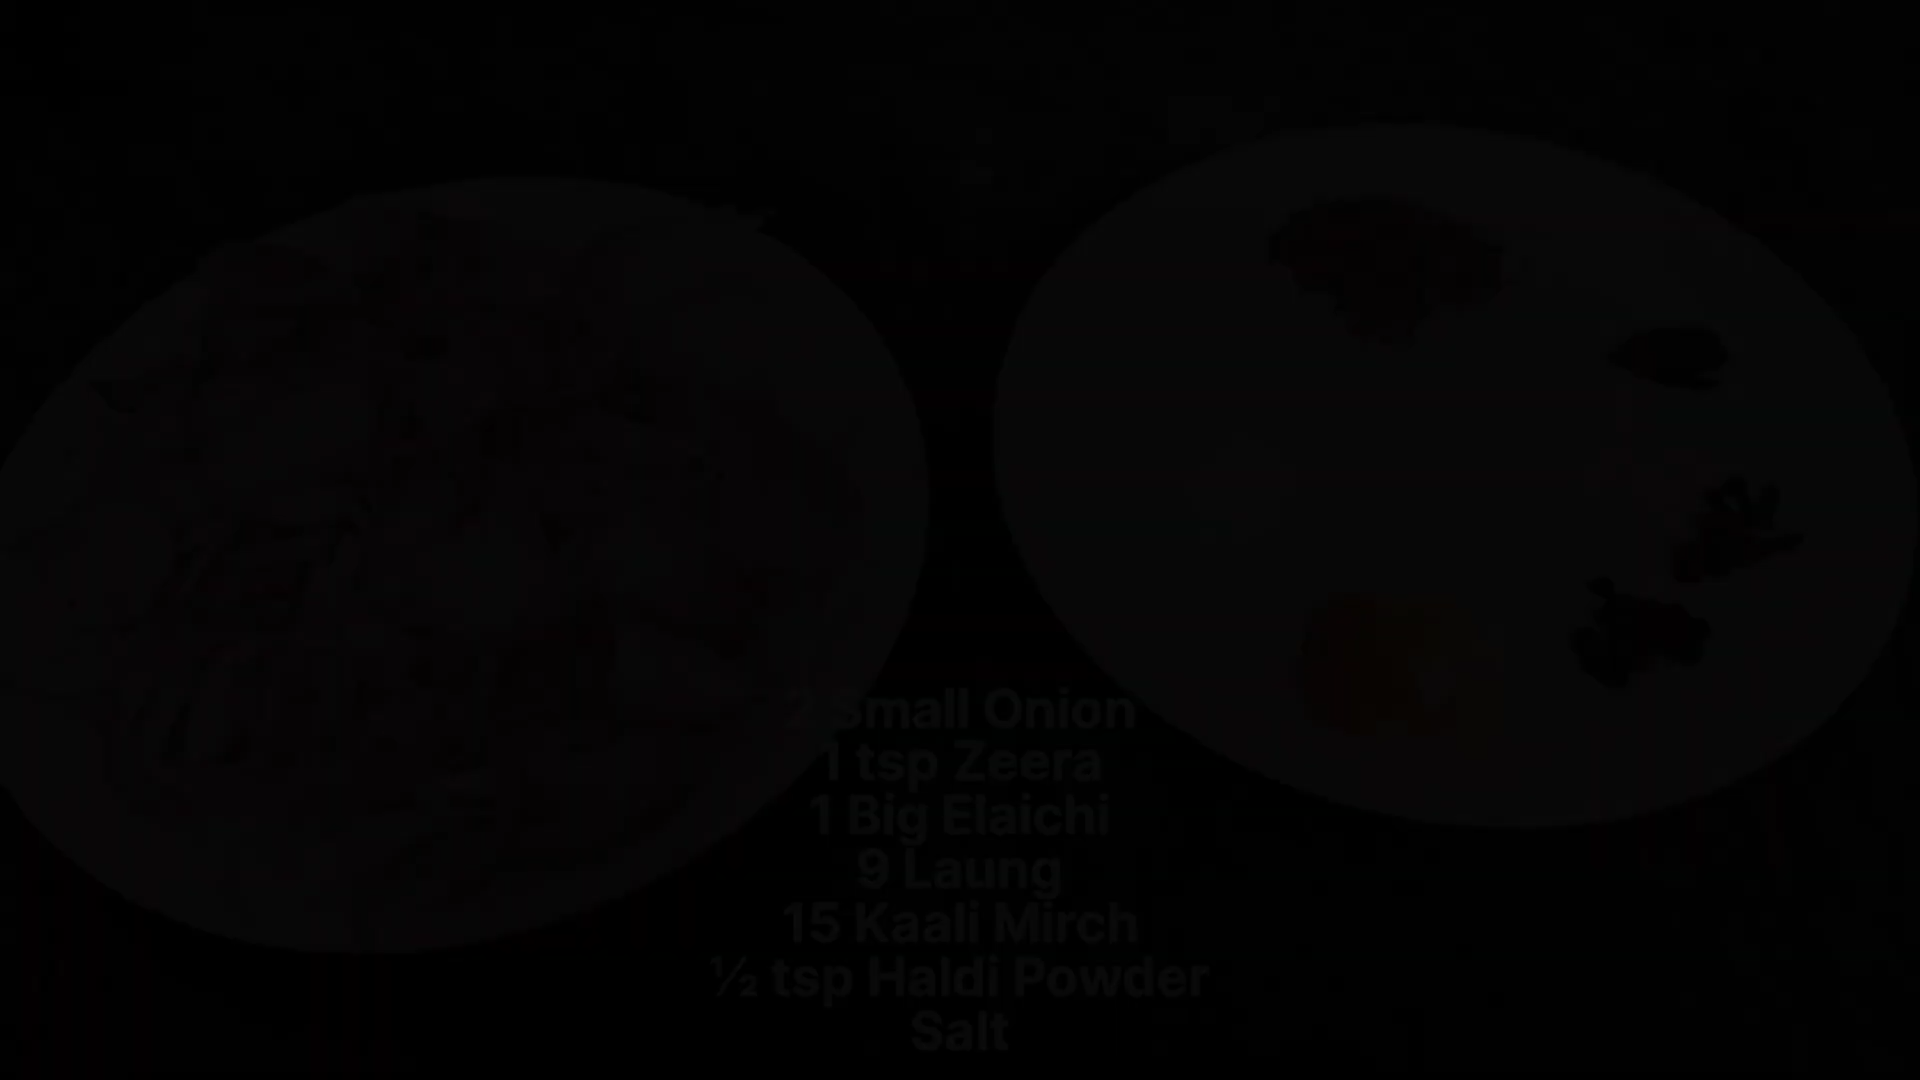 2 Small Onion
1 tsp Zeera
1 Big Elaichi
9 Laung
15 Kaali Mirch
½ tsp Haldi Powder
Salt